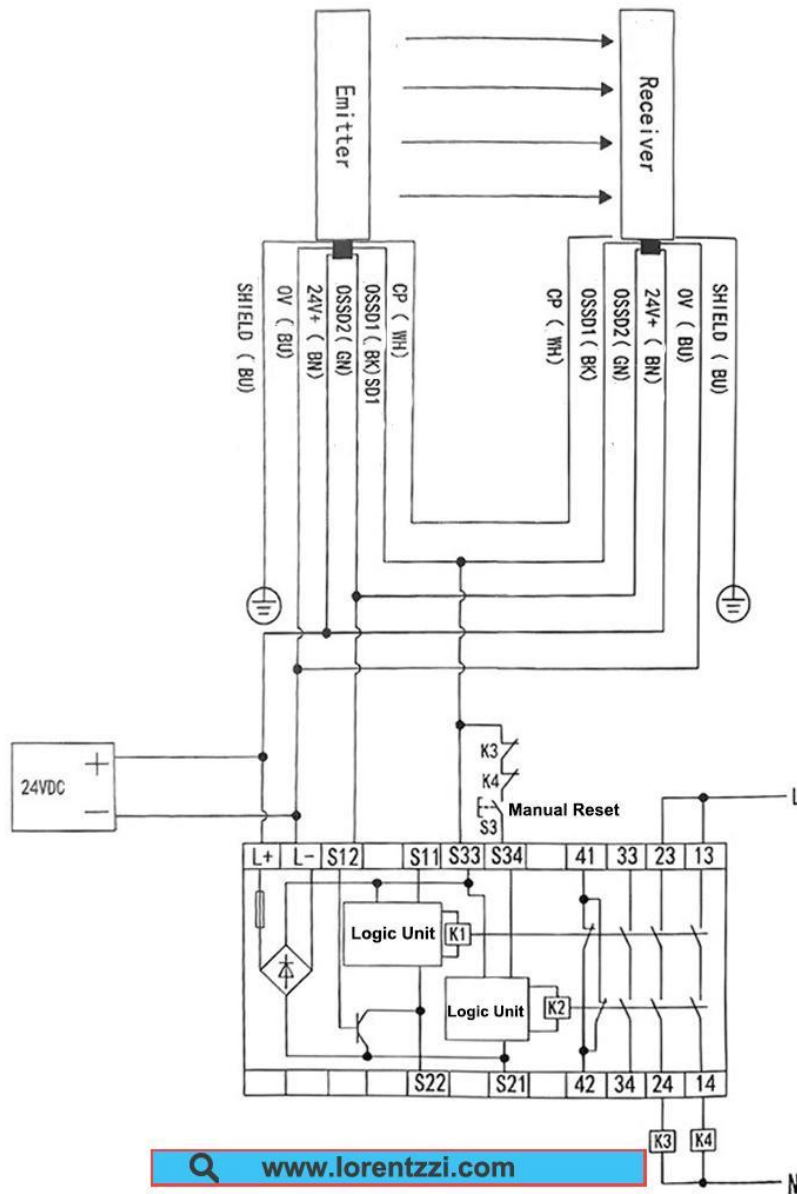 Emitter
Receiver
SHIELD ( BU)
0V ( BU)
24V+ ( BN)
OSSD2(GN)
OSSD1(.BK)SD1
CP ( WH)
CP ( WH)
OSSD1(BK)
OSSD2(GN)
24V+ ( BN)
0V ( BU)
SHIELD ( BU)
24VDC
+
−
K3
K4
S3
Manual Reset
L
L+ L- S12 S11 S33 S34 41 33 23 13
Logic Unit
K1
Logic Unit
K2
S22 S21 42 34 24 14
K3 K4
N
www.lorentzzi.com